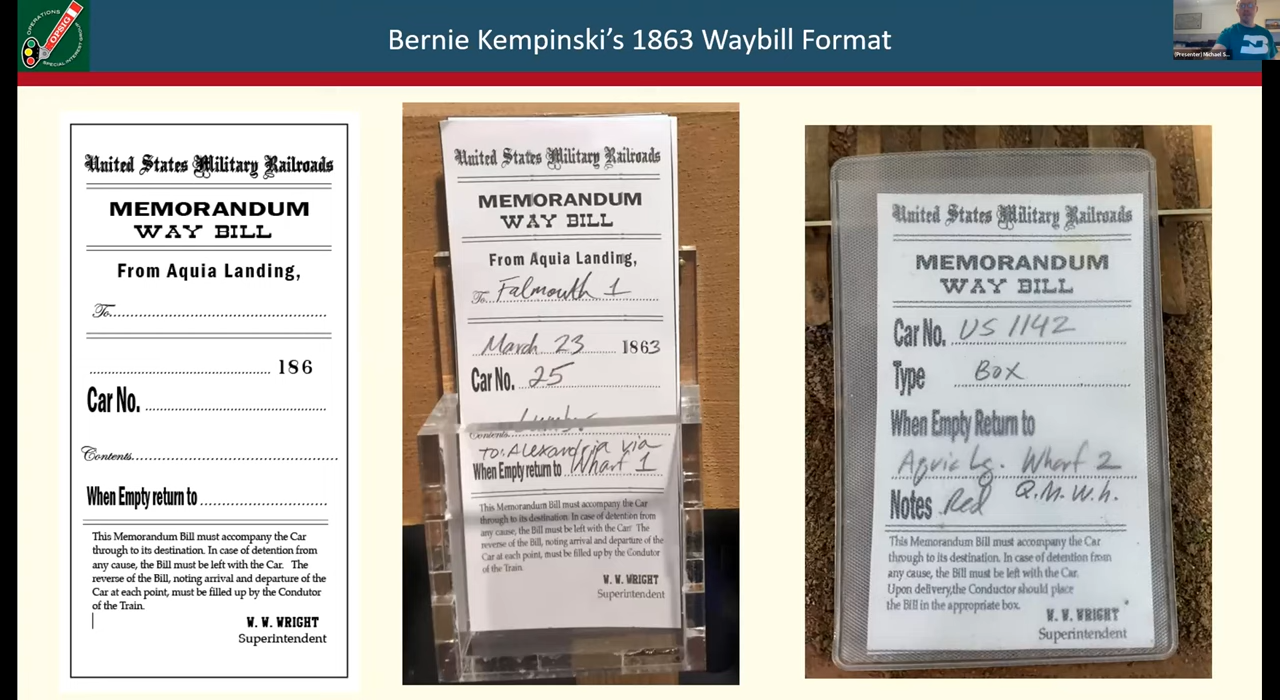 OPERATIONS
OPSIG
SPECIAL INTEREST GROUP
Bernie Kempinski's 1863 Waybill Format
[Presenter] Michael S...
United States Military Railroads
MEMORANDUM
WAY BILL
From Aquia Landing,
To
186
Car No.
Contents
When Empty return to
This Memorandum Bill must accompany the Car
through to its destination. In case of detention from
any cause, the Bill must be left with the Car. The
reverse of the Bill, noting arrival and departure of the
Car at each point, must be filled up by the Condutor
of the Train.
W. W. WRIGHT
Superintendent
United States Military Railroads
MEMORANDUM
WAY BILL
From Aquia Landing,
To Falmouth 1
March 23 1863
Car No. 25
Lumber
Contents
to: Alexandria via
When Empty return to Wharf 1
This Memorandum Bill must accompany the Car
through to its destination. In case of detention from
any cause, the Bill must be left with the Car. The
reverse of the Bill, noting arrival and departure of the
Car at each point, must be filled up by the Condutor
of the Train.
W. W. WRIGHT
Superintendent
United States Military Railroads
MEMORANDUM
WAY BILL
Car No. US 1142
Type Box
When Empty Return to
Aquia Lg. Wharf 2
Notes Red Q.M.W.h.
This Memorandum Bill must accompany the Car
through to its destination. In case of detention from
any cause, the Bill must be left with the Car.
Upon delivery,the Conductor should place
the Bill in the appropriate box.
W. W. WRIGHT
Superintendent